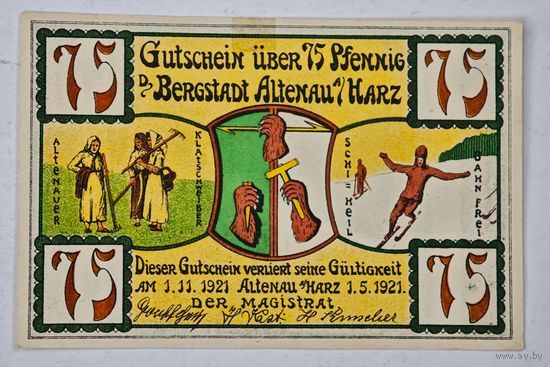 75
75
Gutschein über 75 Pfennig
D/ Bergstadt Altenau a/ Harz
ALTENAUER
KLATSCHWEIBER
SCHI=HEIL
BAHN FREI
75
75
Dieser Gutschein verliert seine Gültigkeit
am 1.11.1921 Altenau a/Harz 1.5.1921.
DER MAGISTRAT
www.ay.by